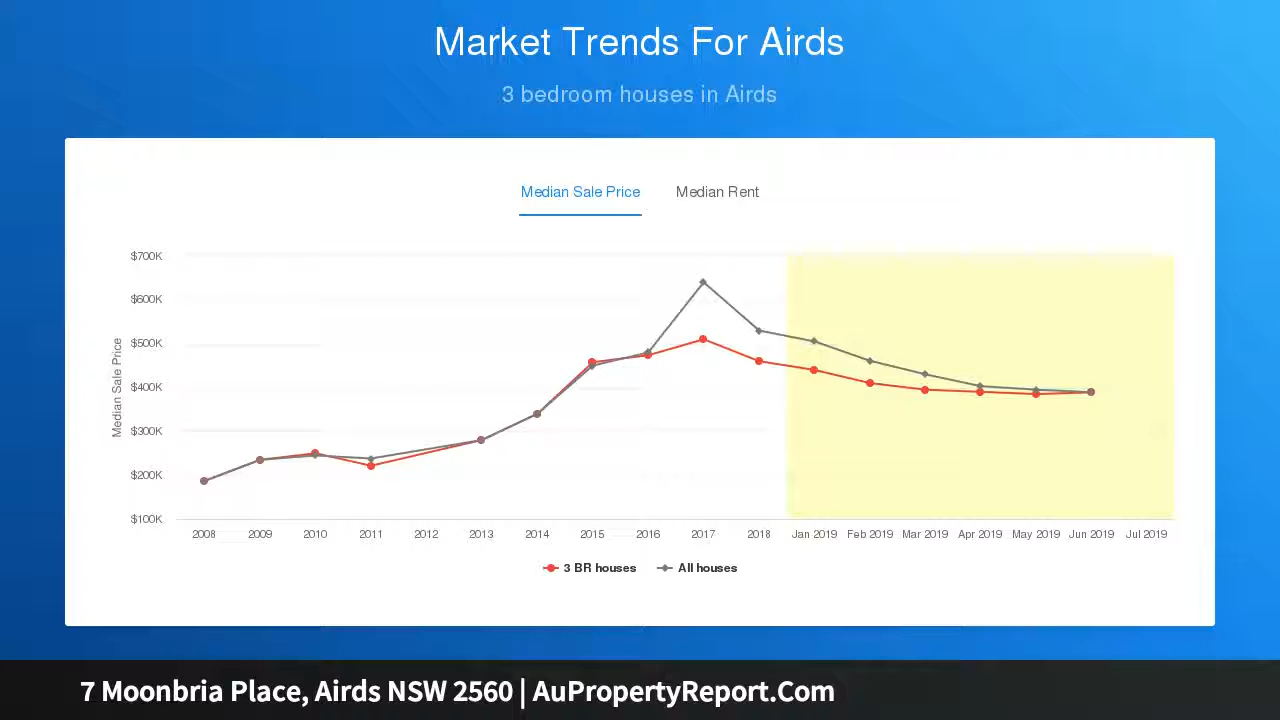 Market Trends For Airds
3 bedroom houses in Airds
Median Sale Price Median Rent
Median Sale Price
$700K
$600K
$500K
$400K
$300K
$200K
$100K
2008 2009 2010 2011 2012 2013 2014 2015 2016 2017 2018 Jan 2019 Feb 2019 Mar 2019 Apr 2019 May 2019 Jun 2019 Jul 2019
3 BR houses All houses
7 Moonbria Place, Airds NSW 2560 | AuPropertyReport.Com